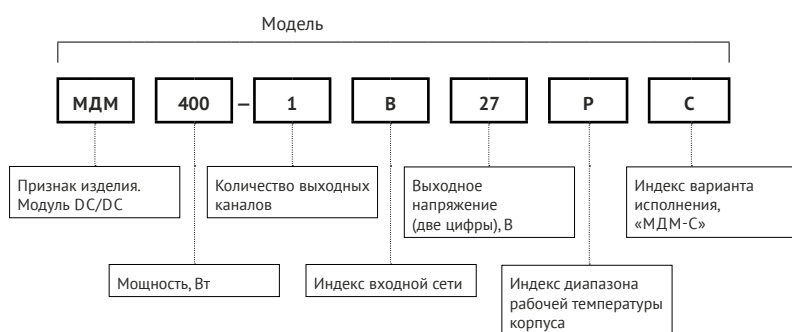 Модель
МДМ 400 – 1 В 27 Р С
Признак изделия.
Модуль DC/DC
Количество выходных
каналов
Выходное
напряжение
(две цифры), В
Индекс варианта
исполнения,
«МДМ-С»
Мощность, Вт
Индекс входной сети
Индекс диапазона
рабочей температуры
корпуса